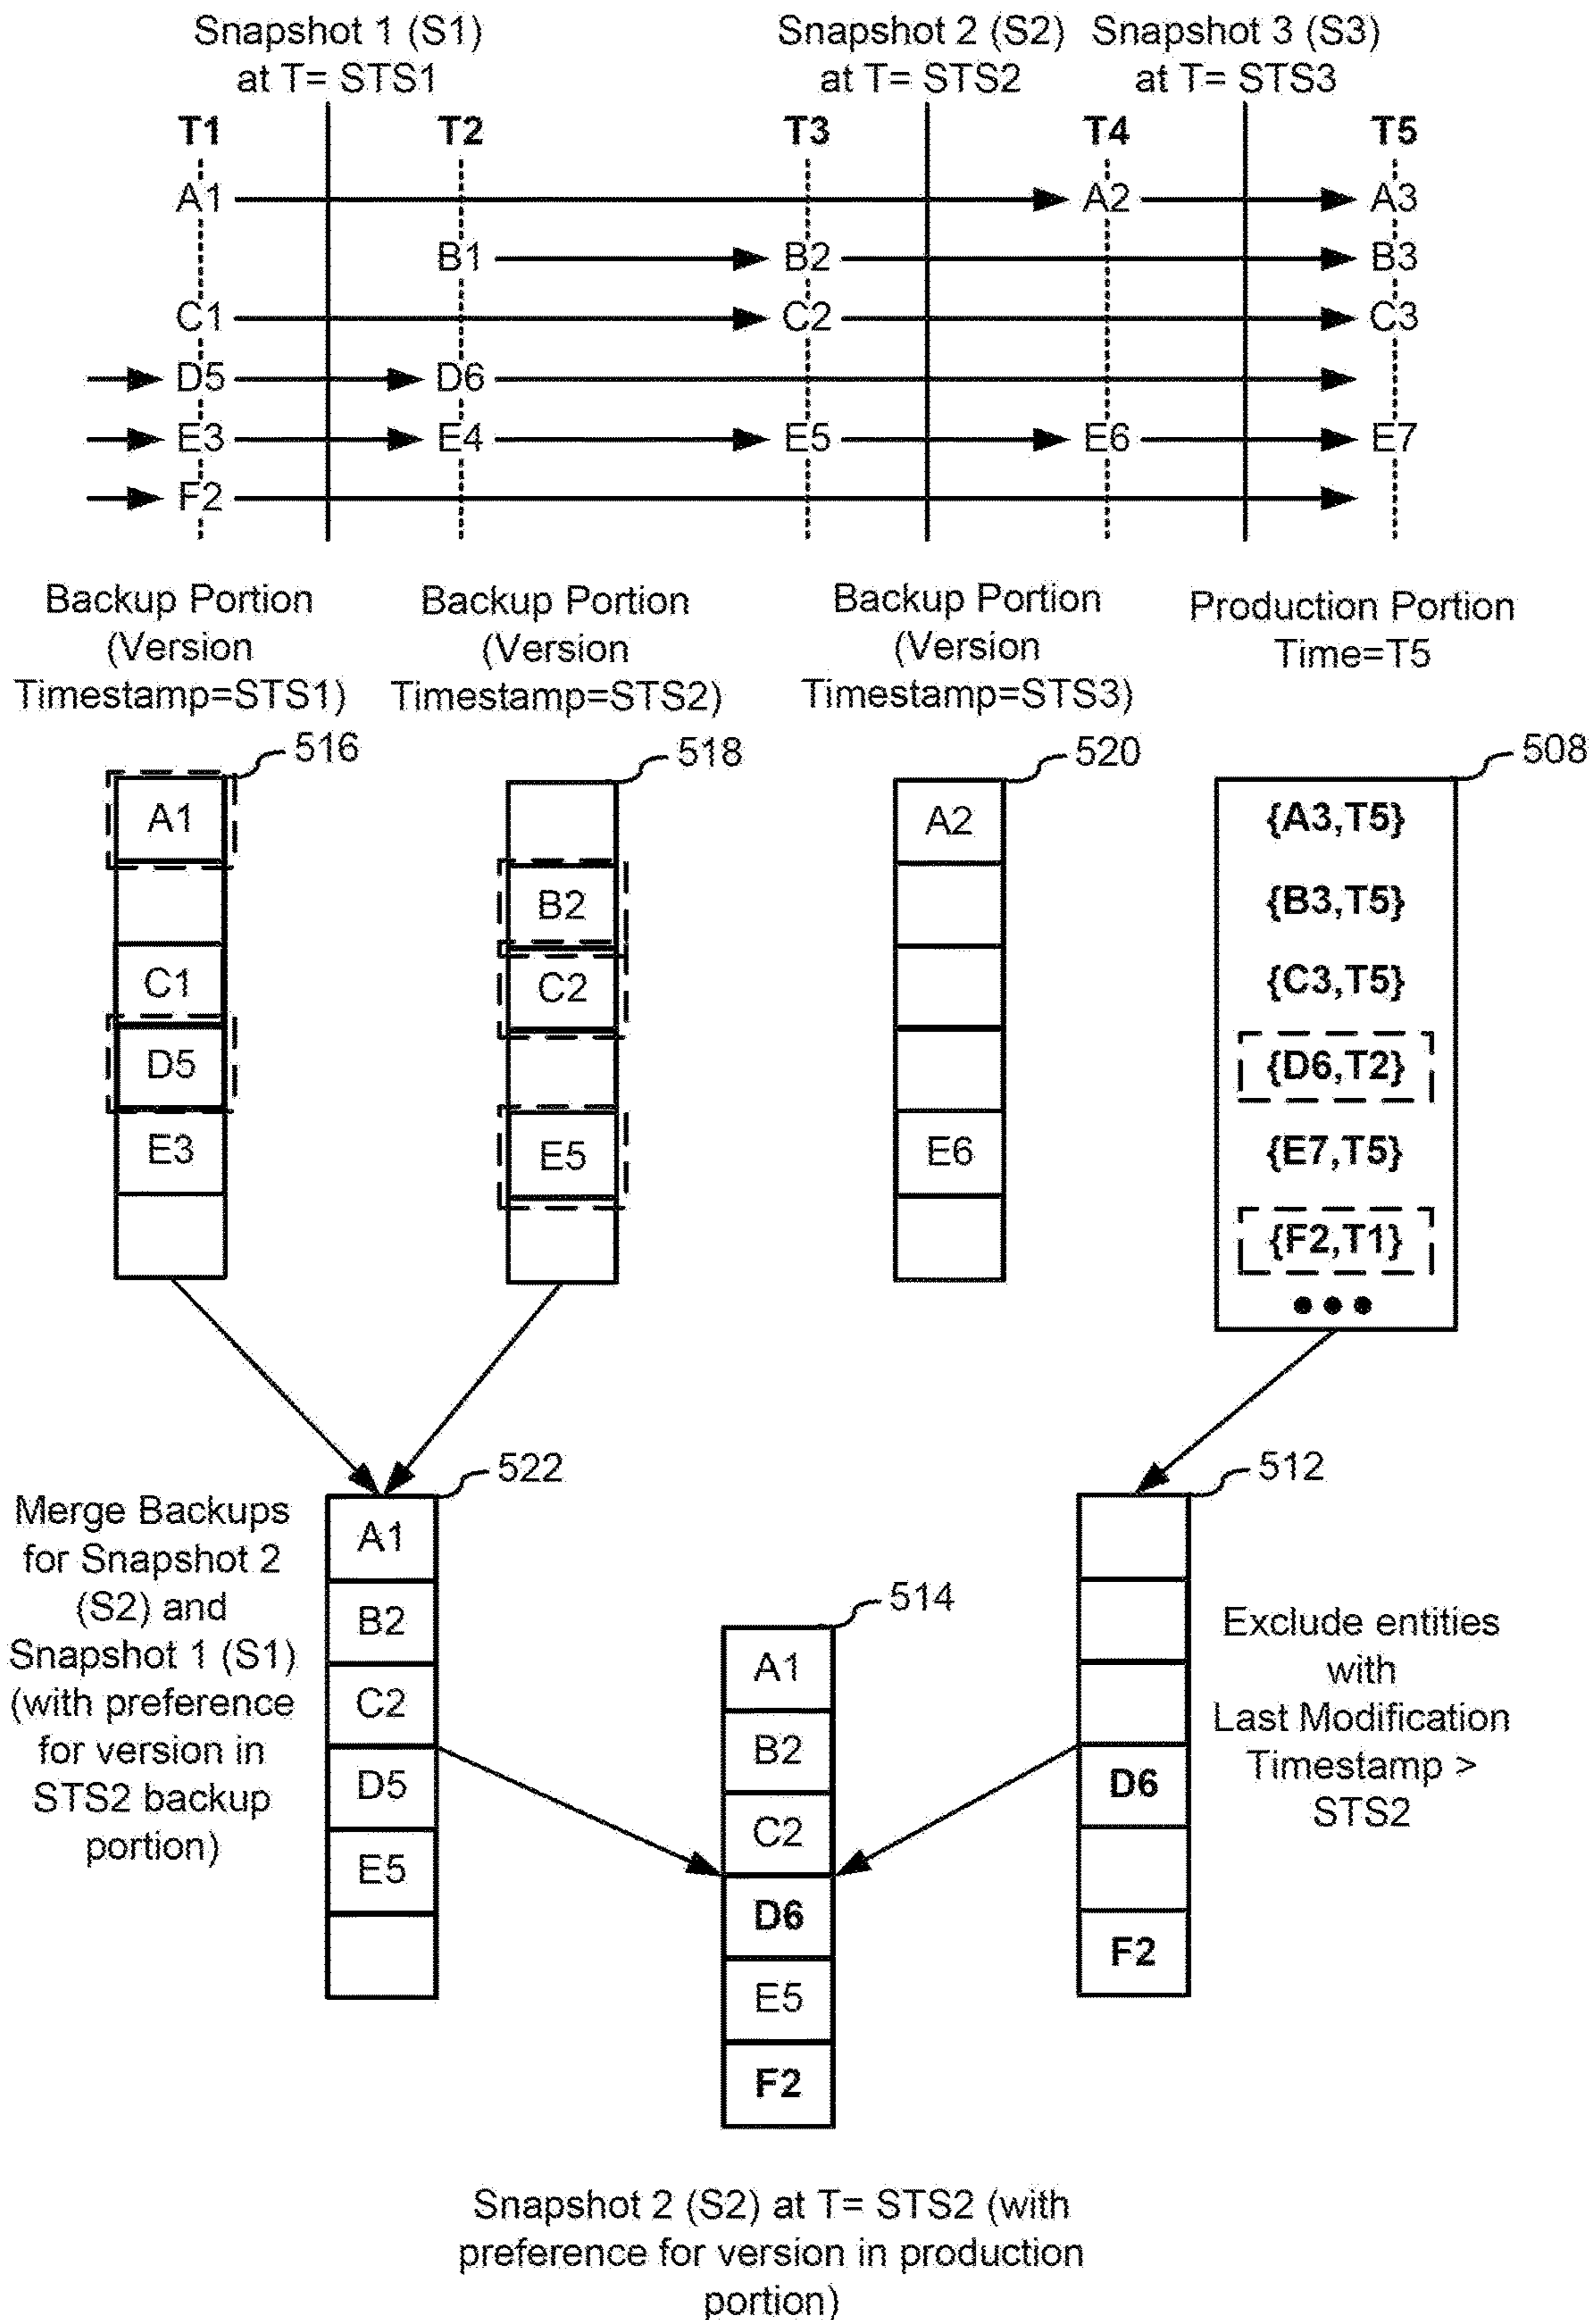 Snapshot 1 (S1) Snapshot 2 (S2) Snapshot 3 (S3)
at T= STS1 at T= STS2 at T= STS3
T1 T2 T3 T4 T5
A1 A2 A3
B1 B2 B3
C1 C2 C3
D5 D6
E3 E4 E5 E6 E7
F2
Backup Portion
(Version
Timestamp=STS1)
516
A1
C1
D5
E3
Backup Portion
(Version
Timestamp=STS2)
518
B2
C2
E5
Backup Portion
(Version
Timestamp=STS3)
520
A2
E6
Production Portion
Time=T5
508
{A3,T5}
{B3,T5}
{C3,T5}
{D6,T2}
{E7,T5}
{F2,T1}
Merge Backups
for Snapshot 2
(S2) and
Snapshot 1 (S1)
(with preference
for version in
STS2 backup
portion)
522
A1
B2
C2
D5
E5
514
A1
B2
C2
D6
E5
F2
512
D6
F2
Exclude entities
with
Last Modification
Timestamp >
STS2
Snapshot 2 (S2) at T= STS2 (with
preference for version in production
portion)